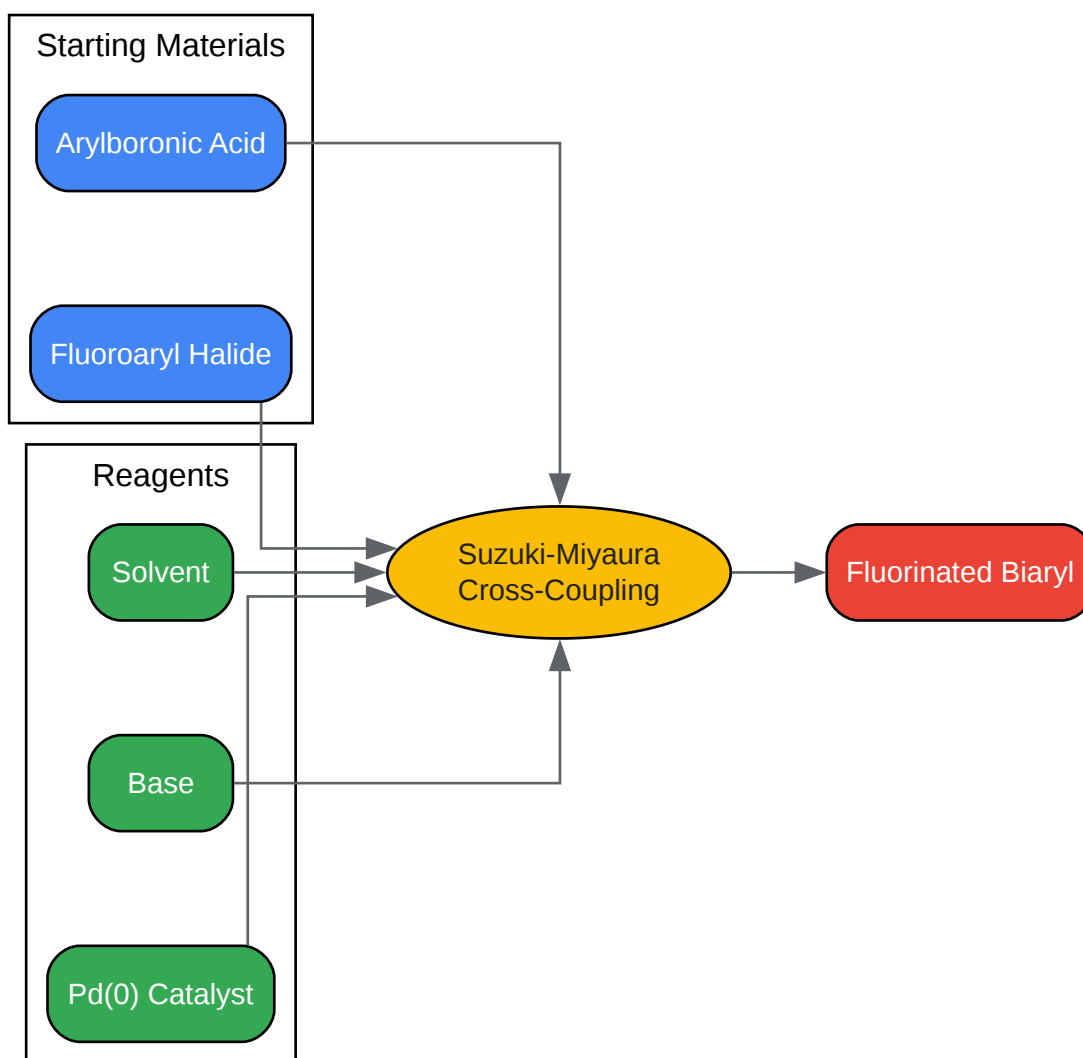 Starting Materials
Arylboronic Acid
Fluoroaryl Halide
Reagents
Solvent
Suzuki-Miyaura
Cross-Coupling
Fluorinated Biaryl
Base
Pd(0) Catalyst